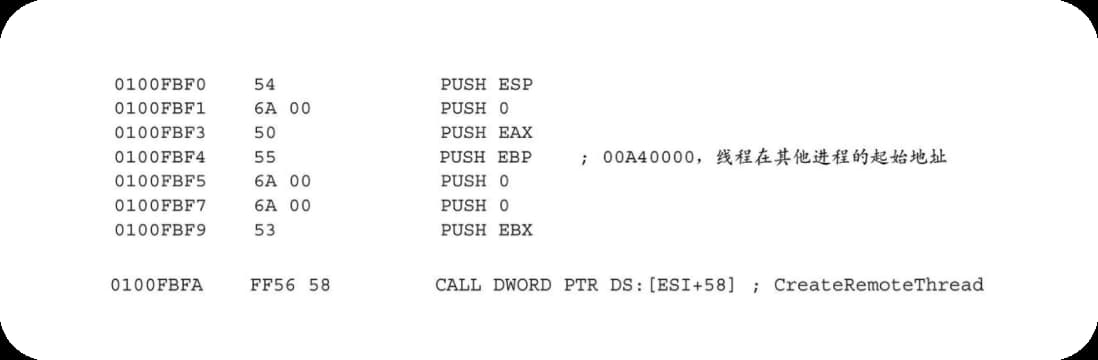 0100FBF0 54 PUSH ESP
0100FBF1 6A 00 PUSH 0
0100FBF3 50 PUSH EAX
0100FBF4 55 PUSH EBP ; 00A40000，线程在其他进程的起始地址
0100FBF5 6A 00 PUSH 0
0100FBF7 6A 00 PUSH 0
0100FBF9 53 PUSH EBX
0100FBFA FF56 58 CALL DWORD PTR DS:[ESI+58] ; CreateRemoteThread